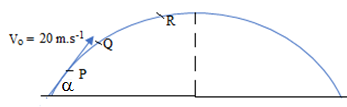 R
V₀ = 20 m.s⁻¹
Q
P
α